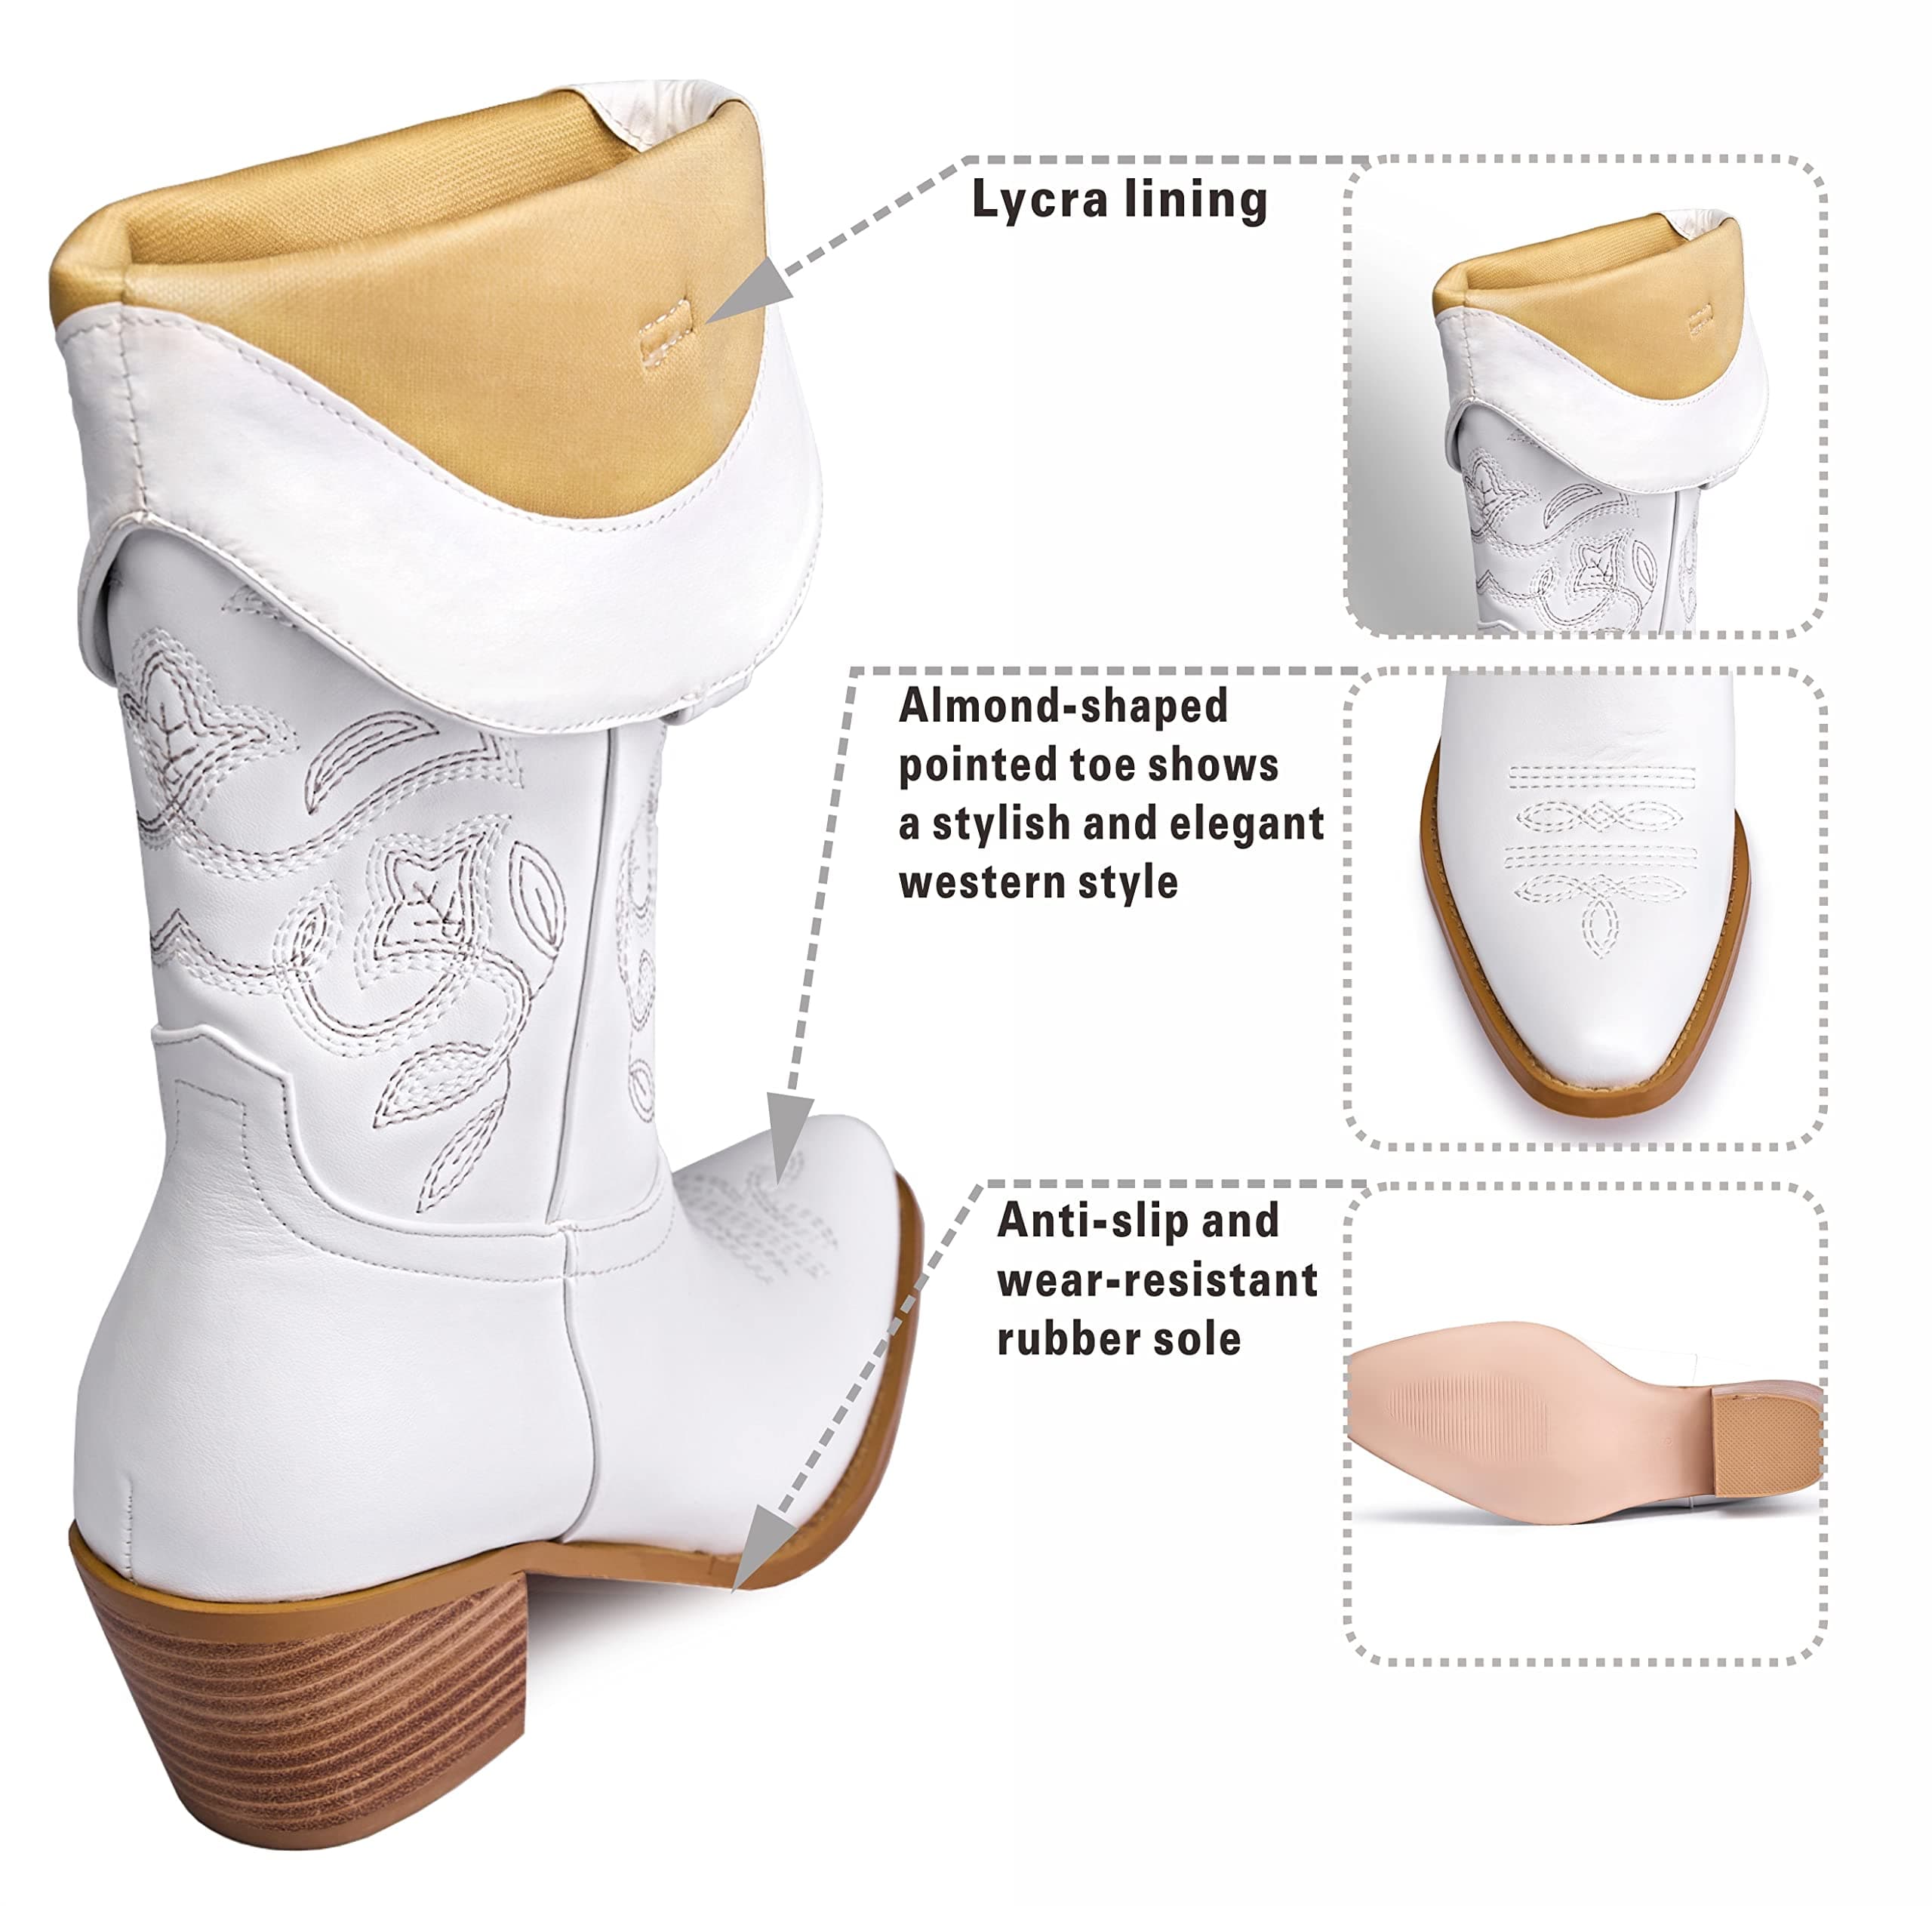 Lycra lining
Almond-shaped
pointed toe shows
a stylish and elegant
western style
Anti-slip and
wear-resistant
rubber sole